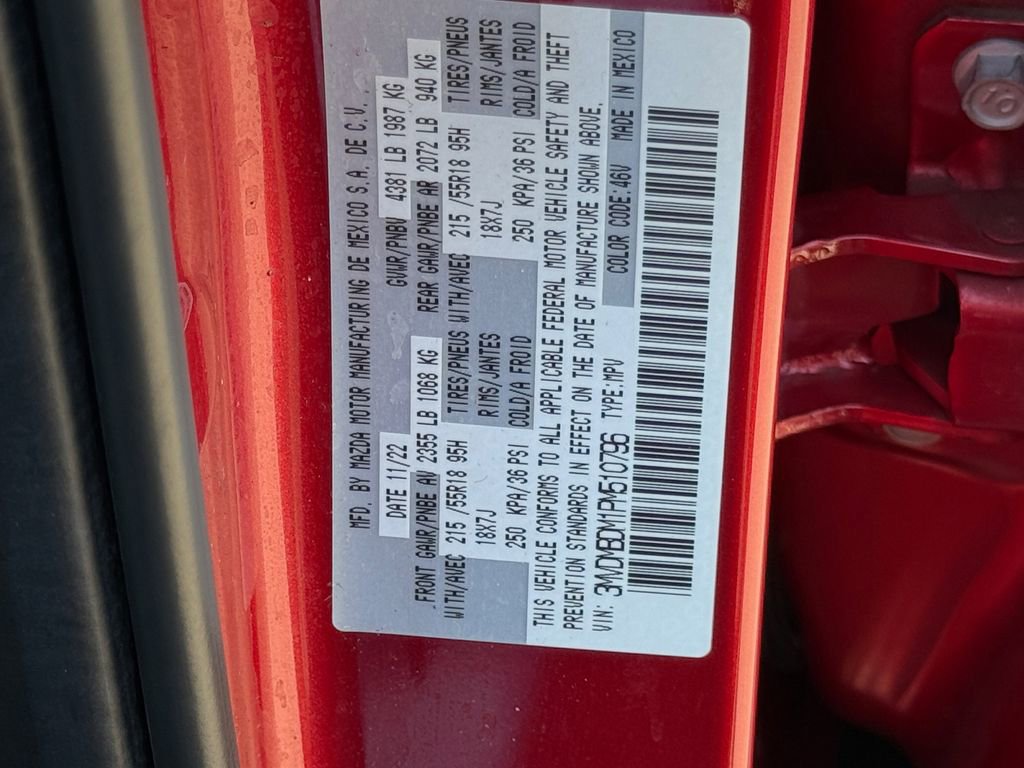 MFD. BY MAZDA MOTOR MANUFACTURING DE MEXICO S.A. DE C.V.
DATE 11/22 GVWR/PNBV 4381 LB 1987 KG
FRONT GAWR/PNBE AV 2355 LB 1068 KG REAR GAWR/PNBE AR 2072 LB 940 KG
WITH/AVEC 215 /55R18 95H TIRES/PNEUS WITH/AVEC 215 /55R18 95H TIRES/PNEUS
18X7J RIMS/JANTES 18X7J RIMS/JANTES
250 KPA/36 PSI COLD/A FROID 250 KPA/36 PSI COLD/A FROID
THIS VEHICLE CONFORMS TO ALL APPLICABLE FEDERAL MOTOR VEHICLE SAFETY AND THEFT
PREVENTION STANDARDS IN EFFECT ON THE DATE OF MANUFACTURE SHOWN ABOVE.
VIN: 3MVDMBDM1PM510796 TYPE:MPV COLOR CODE:46V MADE IN MEXICO
10